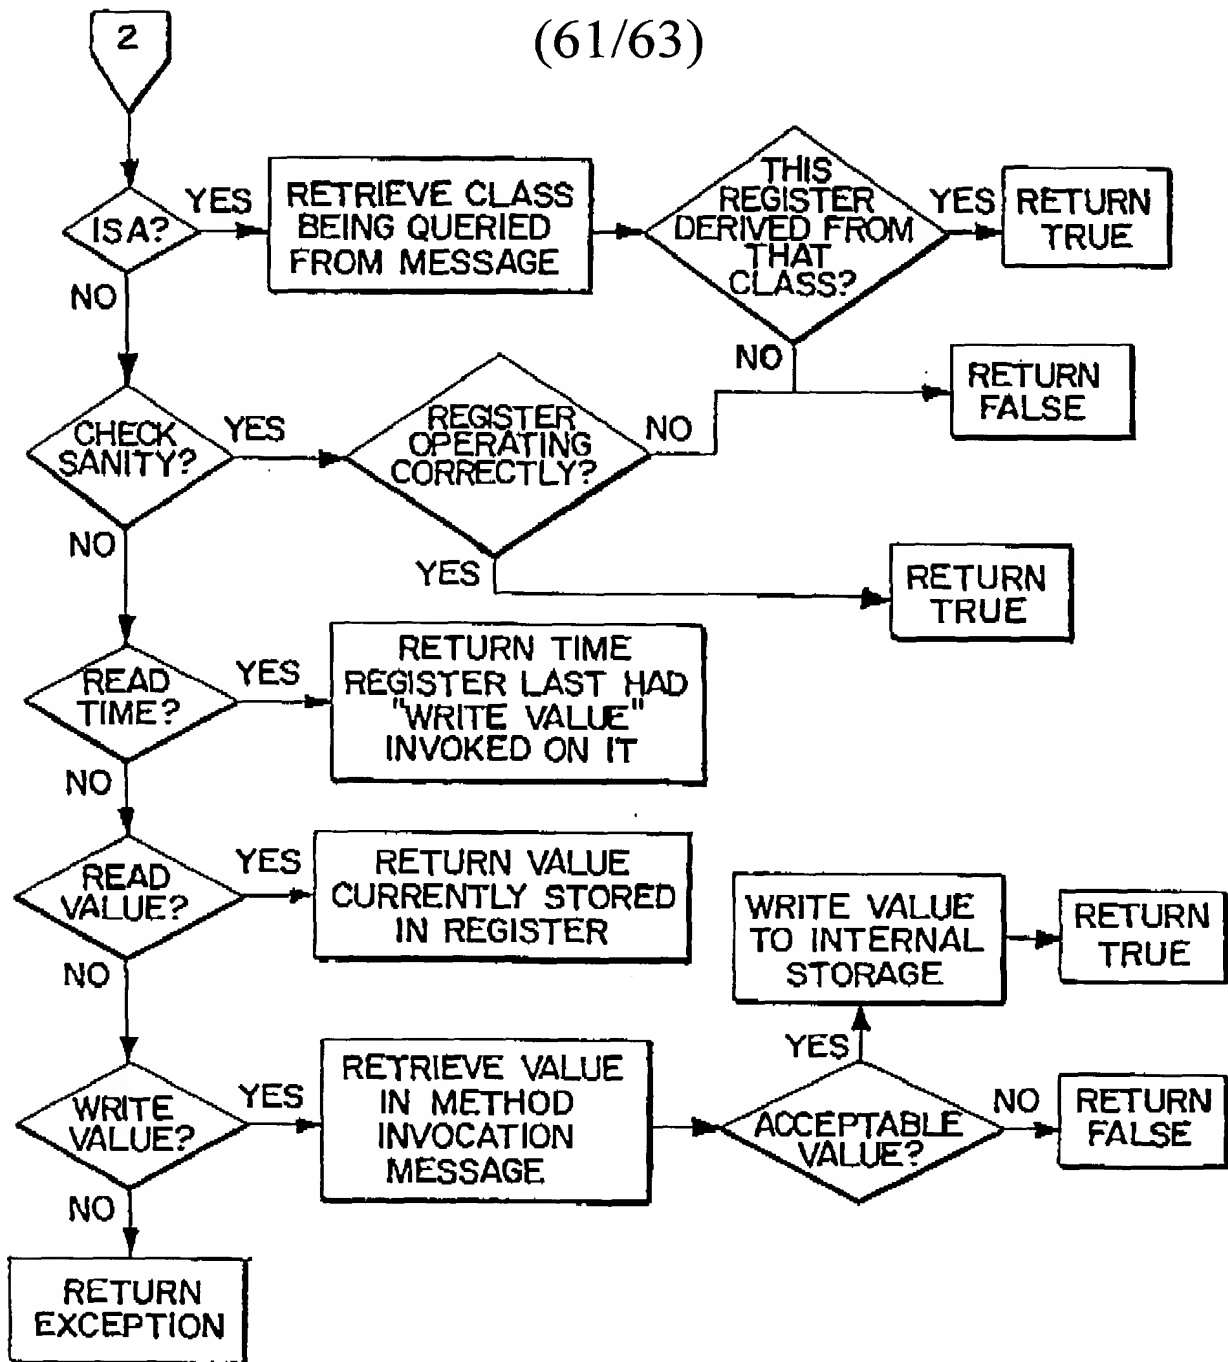 2
(61/63)
IS A?
YES
RETRIEVE CLASS
BEING QUERIED
FROM MESSAGE
THIS
REGISTER
DERIVED FROM
THAT
CLASS?
YES
RETURN
TRUE
NO
NO
RETURN
FALSE
CHECK
SANITY?
YES
REGISTER
OPERATING
CORRECTLY?
NO
NO
YES
RETURN
TRUE
READ
TIME?
YES
RETURN TIME
REGISTER LAST HAD
"WRITE VALUE"
INVOKED ON IT
NO
READ
VALUE?
YES
RETURN VALUE
CURRENTLY STORED
IN REGISTER
WRITE VALUE
TO INTERNAL
STORAGE
RETURN
TRUE
NO
YES
WRITE
VALUE?
YES
RETRIEVE VALUE
IN METHOD
INVOCATION
MESSAGE
ACCEPTABLE
VALUE?
NO
RETURN
FALSE
NO
RETURN
EXCEPTION